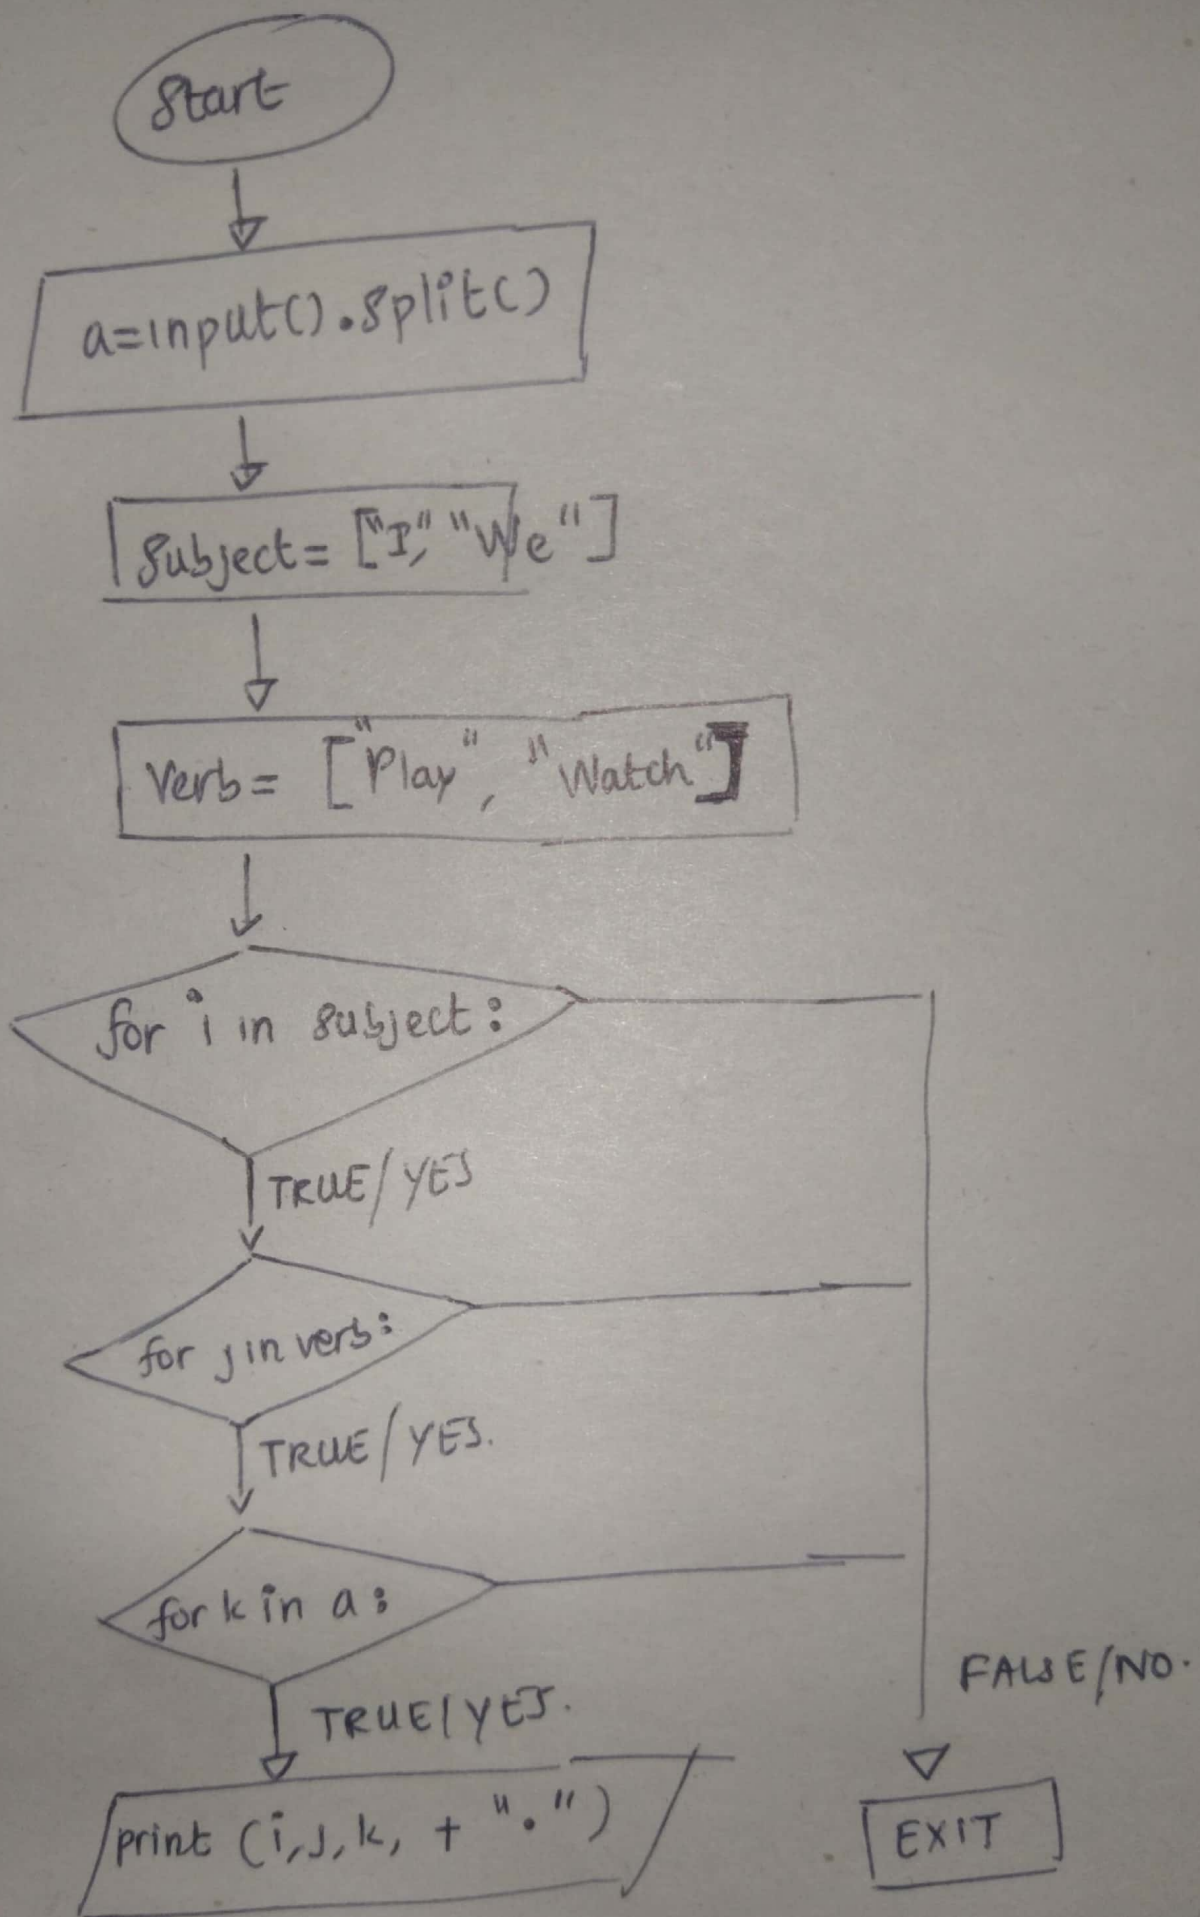 Start
a=input().split()
Subject= ["I", "We"]
Verb= ["Play", "Watch"]
for i in subject:
TRUE/YES
for j in verb:
TRUE/YES.
for k in a:
FALSE/NO.
TRUE/YES.
print (i,j,k, + ".")
EXIT